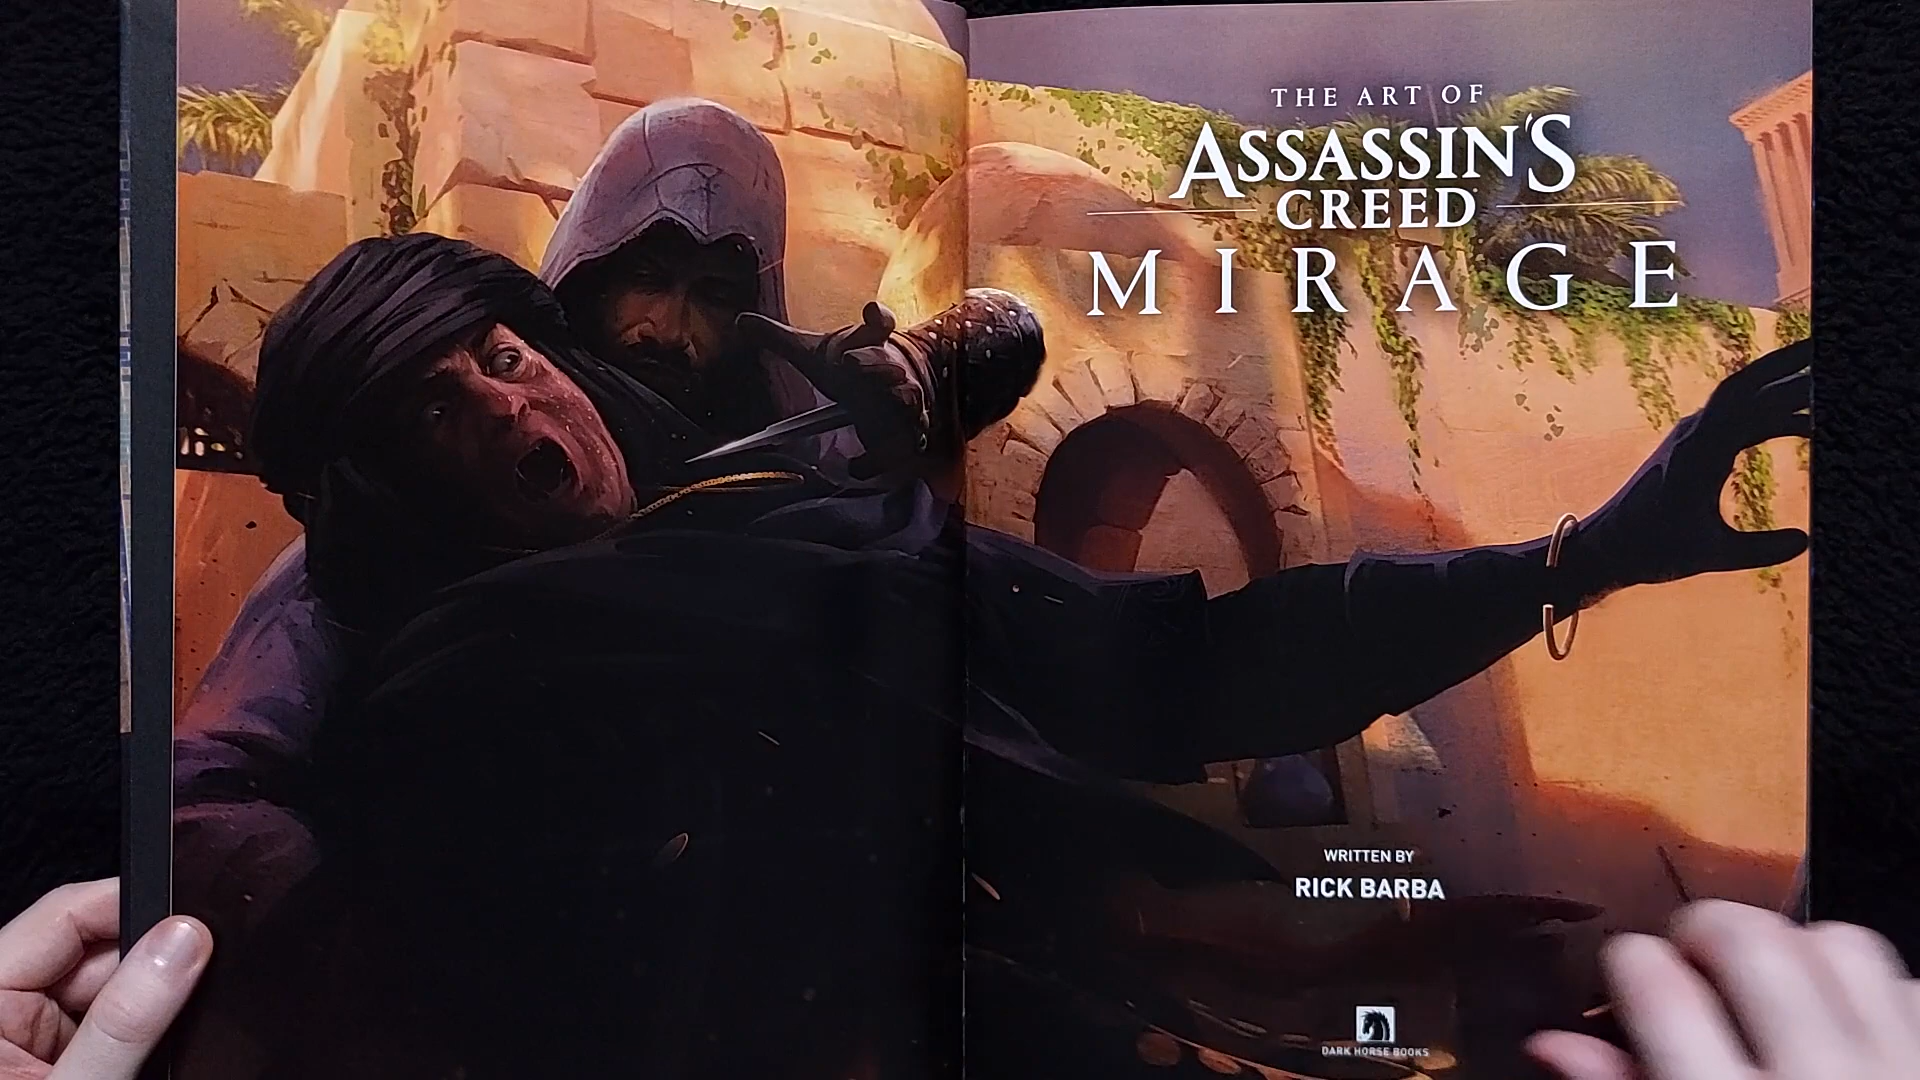 THE ART OF
ASSASSIN'S
CREED
MIRAGE
WRITTEN BY
RICK BARBA
DARK HORSE BOOKS